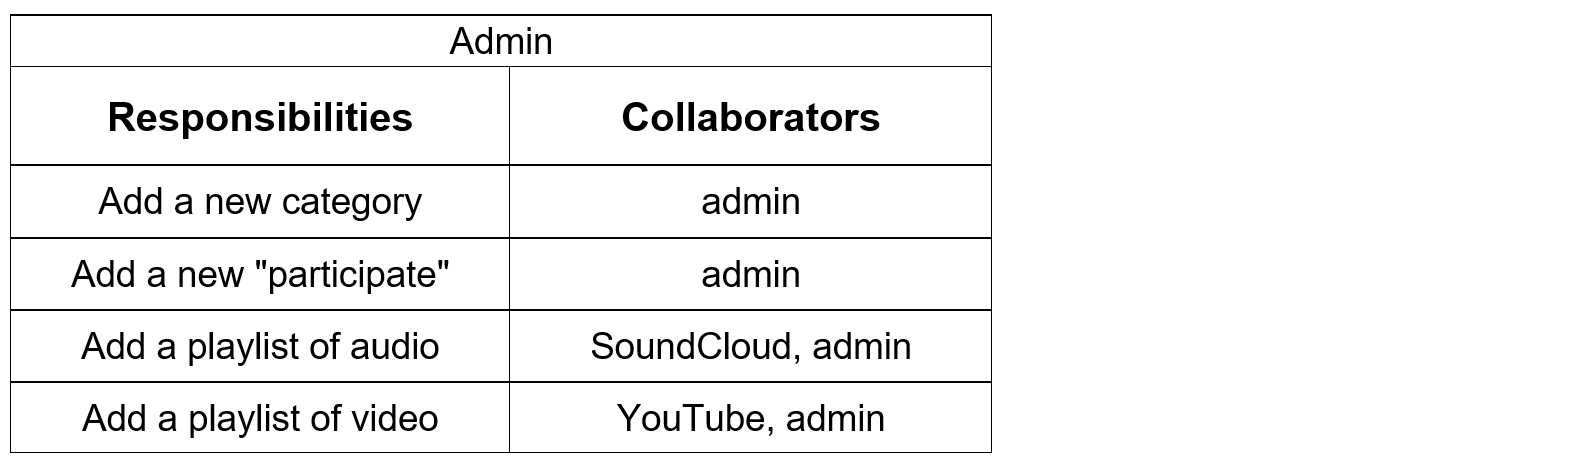 Admin
Responsibilities Collaborators
Add a new category admin
Add a new "participate" admin
Add a playlist of audio SoundCloud, admin
Add a playlist of video YouTube, admin